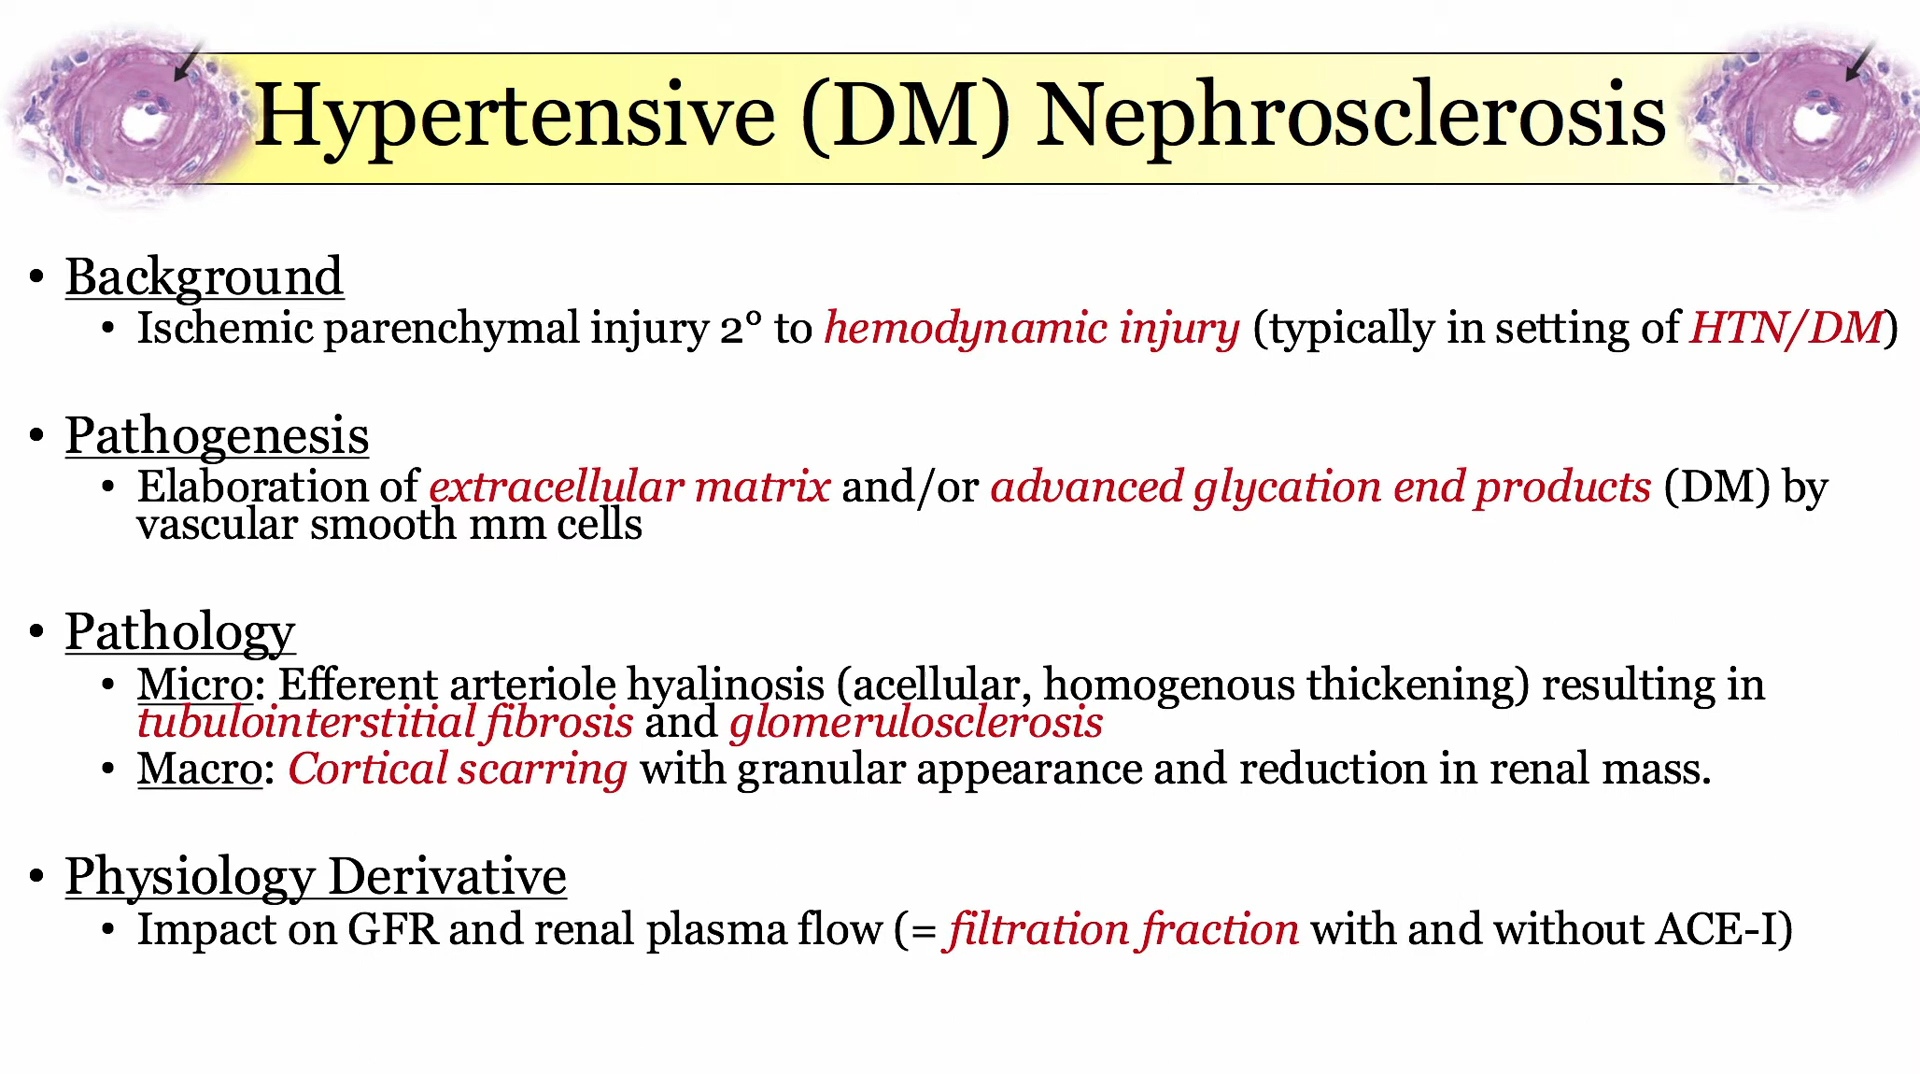 Hypertensive (DM) Nephrosclerosis
• Background
• Ischemic parenchymal injury 2° to hemodynamic injury (typically in setting of HTN/DM)
• Pathogenesis
• Elaboration of extracellular matrix and/or advanced glycation end products (DM) by
vascular smooth mm cells
• Pathology
• Micro: Efferent arteriole hyalinosis (acellular, homogenous thickening) resulting in
tubulointerstitial fibrosis and glomerulosclerosis
• Macro: Cortical scarring with granular appearance and reduction in renal mass.
• Physiology Derivative
• Impact on GFR and renal plasma flow (= filtration fraction with and without ACE-I)